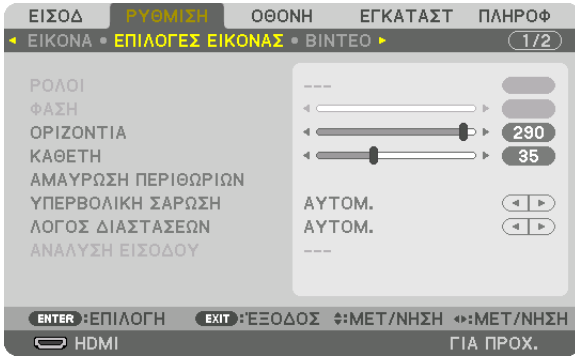 ΕΙΣΟΔ ΡΥΘΜΙΣΗ ΟΘΟΝΗ ΕΓΚΑΤΑΣΤ ΠΛΗΡΟΦ
ΕΙΚΟΝΑ • ΕΠΙΛΟΓΕΣ ΕΙΚΟΝΑΣ • ΒΙΝΤΕΟ 1/2
ΡΟΛΟΙ ---
ΦΑΣΗ
ΟΡΙΖΟΝΤΙΑ 290
ΚΑΘΕΤΗ 35
ΑΜΑΥΡΩΣΗ ΠΕΡΙΘΩΡΙΩΝ
ΥΠΕΡΒΟΛΙΚΗ ΣΑΡΩΣΗ ΑΥΤΟΜ.
ΛΟΓΟΣ ΔΙΑΣΤΑΣΕΩΝ ΑΥΤΟΜ.
ΑΝΑΛΥΣΗ ΕΙΣΟΔΟΥ ---
ENTER :ΕΠΙΛΟΓΗ EXIT :ΈΞΟΔΟΣ :ΜΕΤ/ΝΗΣΗ :ΜΕΤ/ΝΗΣΗ
HDMI ΓΙΑ ΠΡΟΧ.